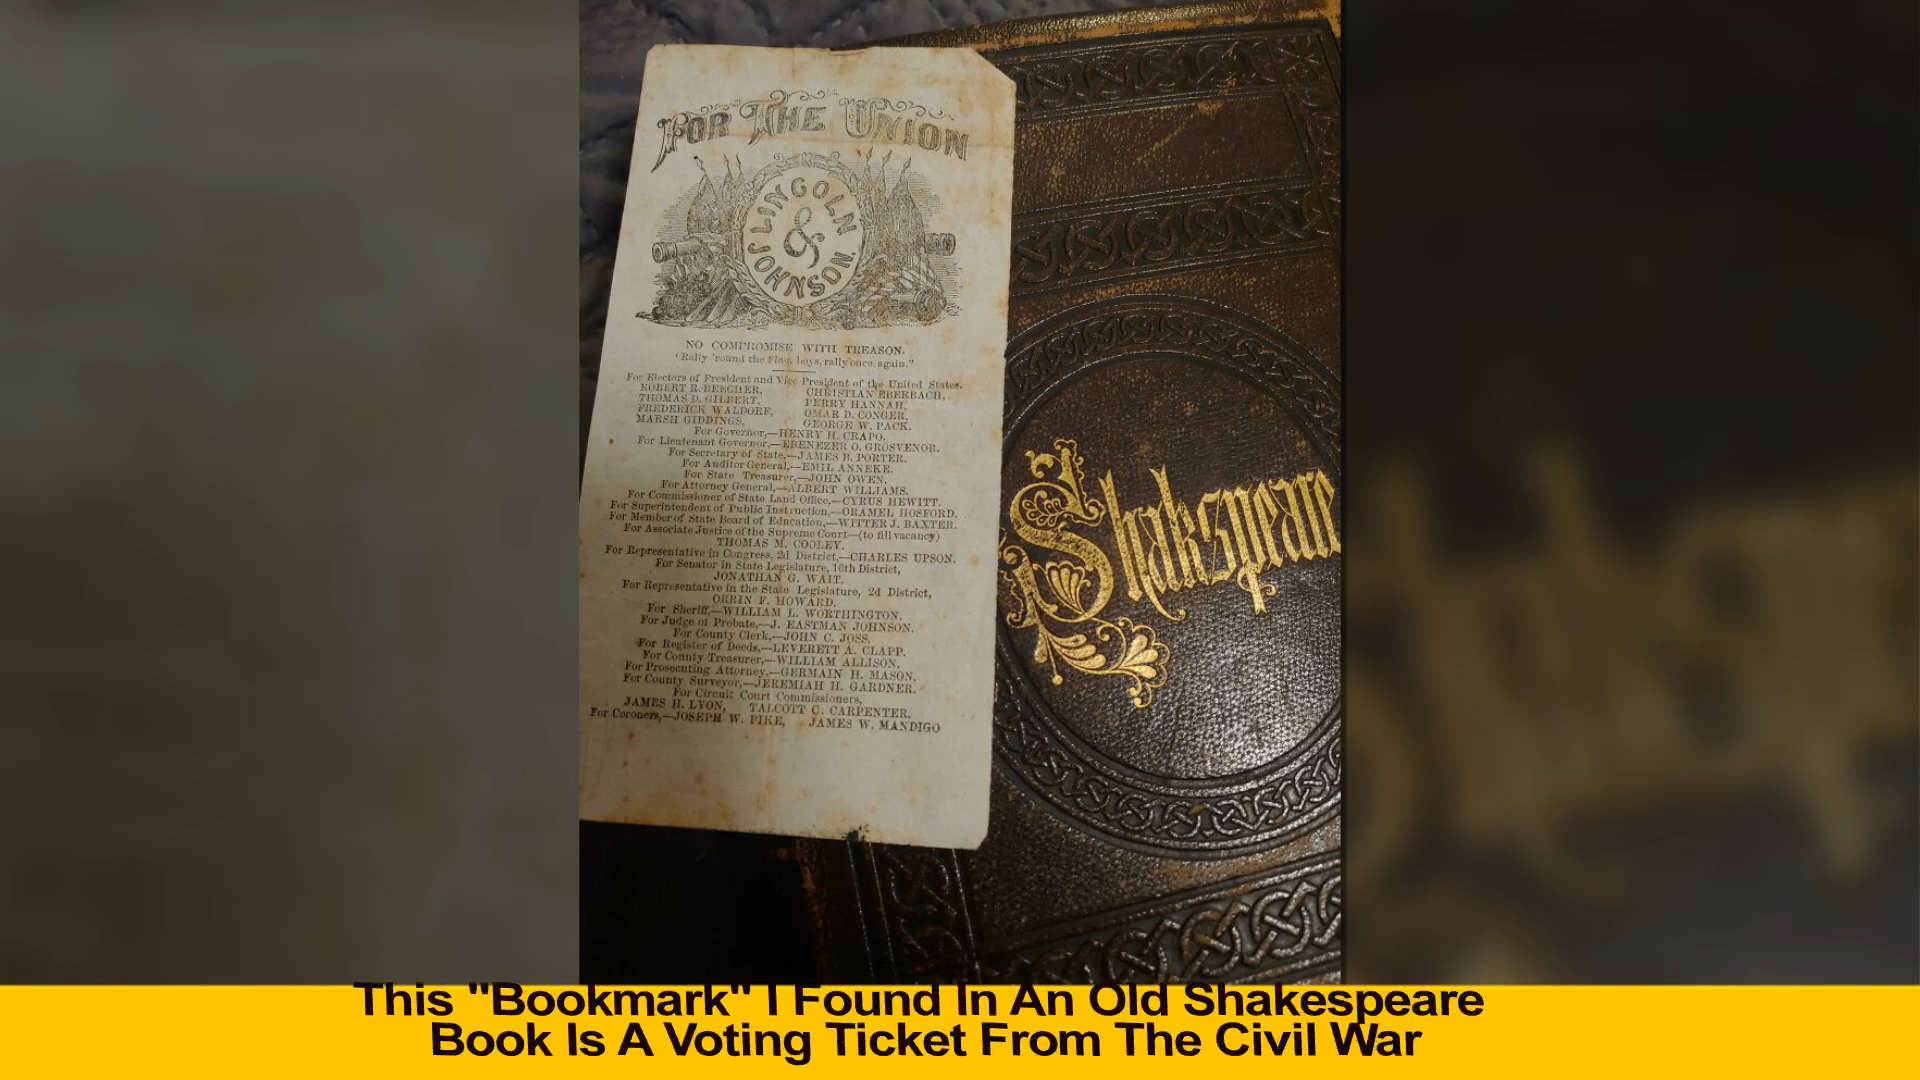 FOR THE UNION
LINCOLN
&
JOHNSON
NO COMPROMISE WITH TREASON.
"Rally 'round the Flag, boys, rally once again."
For Electors of President and Vice President of the United States.
ROBERT R. BEECHER, CHRISTIAN EBERBACH,
THOMAS D. GILBERT, PERRY HANNAH,
FREDERICK WALDORF, OMAR D. CONGER,
MARSH GIDDINGS, GEORGE W. PACK.
For Governor,—HENRY H. CRAPO.
For Lieutenant Governor,—EBENEZER O. GROSVENOR.
For Secretary of State,—JAMES B. PORTER.
For Auditor General,—EMIL ANNEKE.
For State Treasurer,—JOHN OWEN.
For Attorney General,—ALBERT WILLIAMS.
For Commissioner of State Land Office,—CYRUS HEWITT.
For Superintendent of Public Instruction,—ORAMEL HOSFORD.
For Member of State Board of Education,—WITTER J. BAXTER.
For Associate Justice of the Supreme Court—(to fill vacancy)
THOMAS M. COOLEY.
For Representative in Congress, 2d District,—CHARLES UPSON.
For Senator in State Legislature, 16th District,
JONATHAN G. WAIT.
For Representative in the State Legislature, 2d District,
ORRIN F. HOWARD.
For Sheriff,—WILLIAM L. WORTHINGTON.
For Judge of Probate,—J. EASTMAN JOHNSON.
For County Clerk,—JOHN C. JOSS.
For Register of Deeds,—LEVERETT A. CLAPP.
For County Treasurer,—WILLIAM ALLISON.
For Prosecuting Attorney,—GERMAIN H. MASON.
For County Surveyor,—JEREMIAH H. GARDNER.
For Circuit Court Commissioners,
JAMES H. LYON, TALCOTT C. CARPENTER.
For Coroners,—JOSEPH W. PIKE, JAMES W. MANDIGO
Shakspeare
This "Bookmark" I Found In An Old Shakespeare
Book Is A Voting Ticket From The Civil War